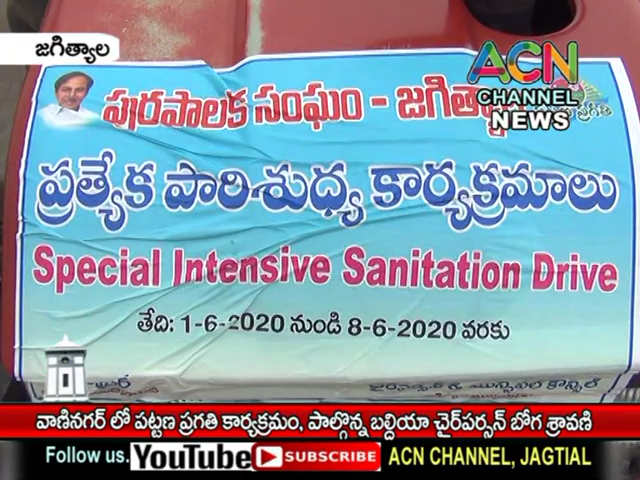 జగిత్యాల
ACN
CHANNEL
NEWS
పురపాలక సంఘం - జగిత్యాల
ప్రత్యేక పారిశుధ్య కార్యక్రమాలు
Special Intensive Sanitation Drive
తేది: 1-6-2020 నుండి 8-6-2020 వరకు
వాణినగర్ లో పట్టణ ప్రగతి కార్యక్రమం, పాల్గొన్న బల్దియా చైర్‌పర్సన్ బోగ శ్రావణి
Follow us. YouTube SUBSCRIBE ACN CHANNEL, JAGTIAL